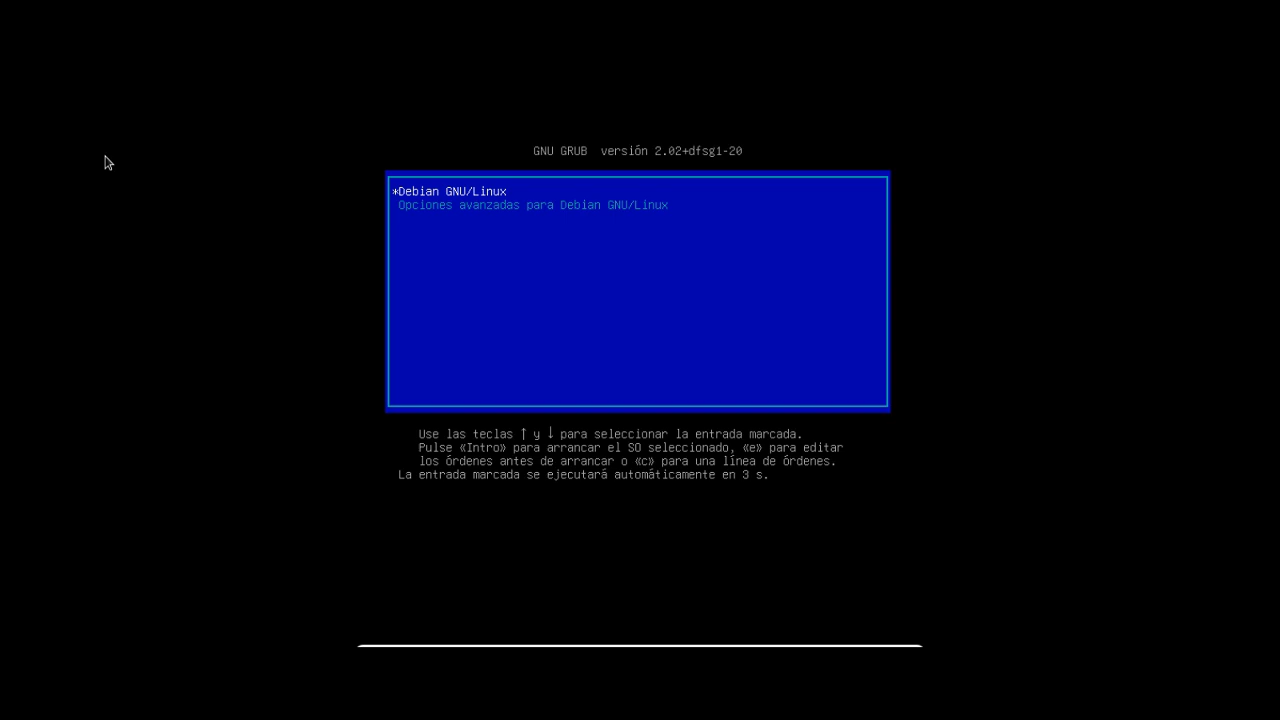 GNU GRUB versión 2.02+dfsg1-20
*Debian GNU/Linux
Opciones avanzadas para Debian GNU/Linux
Use las teclas ↑ y ↓ para seleccionar la entrada marcada.
Pulse «Intro» para arrancar el SO seleccionado, «e» para editar
los órdenes antes de arrancar o «c» para una línea de órdenes.
La entrada marcada se ejecutará automáticamente en 3 s.